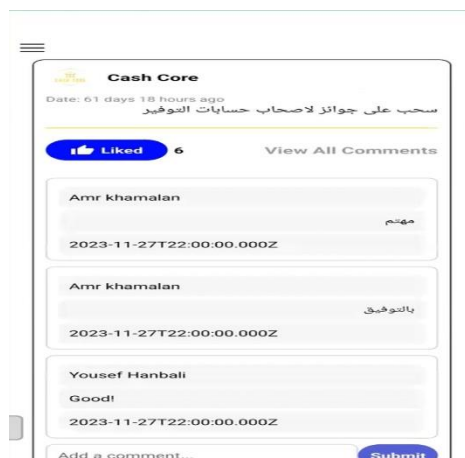 Cash Core
Date: 61 days 18 hours ago
سحب على جوائز لاصحاب حسابات التوفير
Liked 6 View All Comments
Amr khamalan
مهتم
2023-11-27T22:00:00.000Z
Amr khamalan
بالتوفيق
2023-11-27T22:00:00.000Z
Yousef Hanbali
Good!
2023-11-27T22:00:00.000Z
Add a comment... Submit